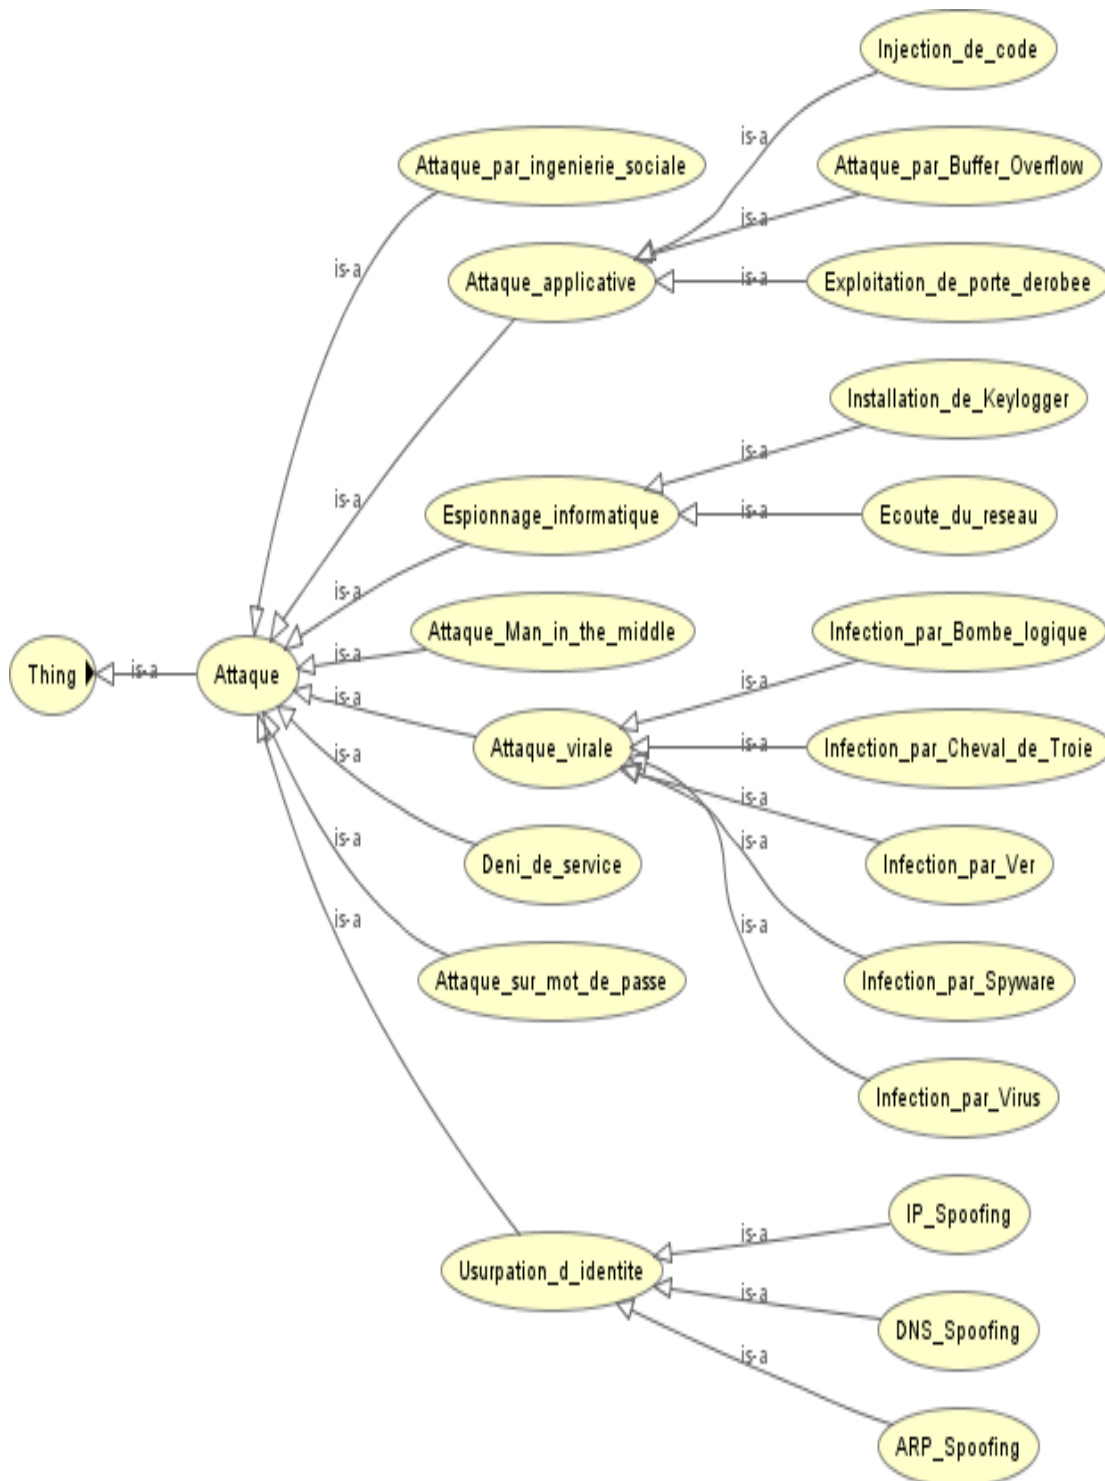 Injection_de_code
is-a
Attaque_par_ingenierie_sociale
Attaque_par_Buffer_Overflow
is-a
is-a
Attaque_applicative
is-a
Exploitation_de_porte_derobee
Installation_de_Keylogger
is-a
is-a
Espionnage_informatique
is-a
Ecoute_du_reseau
is-a
Attaque_Man_in_the_middle
Infection_par_Bombe_logique
is-a
Thing
is-a
Attaque
is-a
is-a
Attaque_virale
is-a
Infection_par_Cheval_de_Troie
is-a
is-a
is-a
Deni_de_service
is-a
Infection_par_Ver
is-a
is-a
Attaque_sur_mot_de_passe
Infection_par_Spyware
Infection_par_Virus
IP_Spoofing
is-a
Usurpation_d_identite
is-a
DNS_Spoofing
is-a
ARP_Spoofing